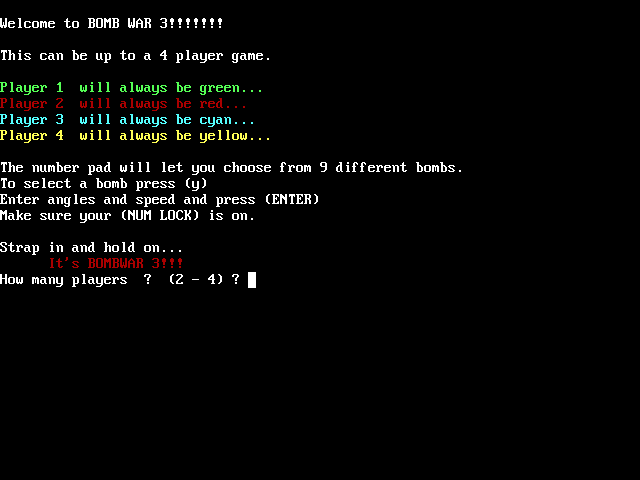 Welcome to BOMB WAR 3!!!!!!!
This can be up to a 4 player game.
Player 1  will always be green...
Player 2  will always be red...
Player 3  will always be cyan...
Player 4  will always be yellow...
The number pad will let you choose from 9 different bombs.
To select a bomb press (y)
Enter angles and speed and press (ENTER)
Make sure your (NUM LOCK) is on.
Strap in and hold on...
It's BOMBWAR 3!!!
How many players  ?  (2 - 4) ?